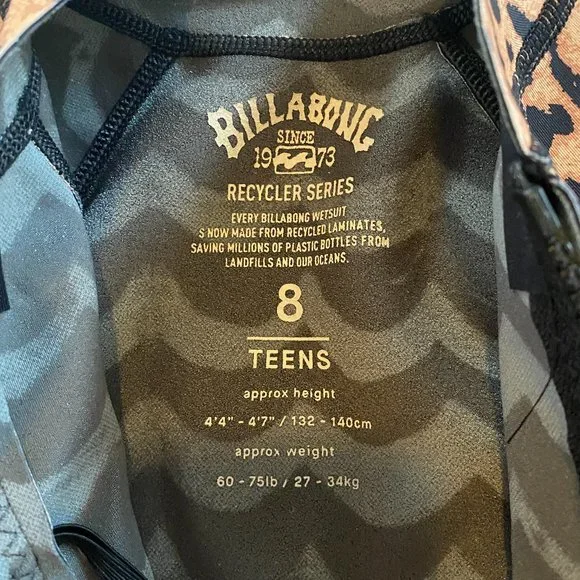 BILLABONG
SINCE
19 73
RECYCLER SERIES
EVERY BILLABONG WETSUIT
S NOW MADE FROM RECYCLED LAMINATES,
SAVING MILLIONS OF PLASTIC BOTTLES FROM
LANDFILLS AND OUR OCEANS.
8
TEENS
approx height
4'4" - 4'7" / 132 - 140cm
approx weight
60 - 75lb / 27 - 34kg